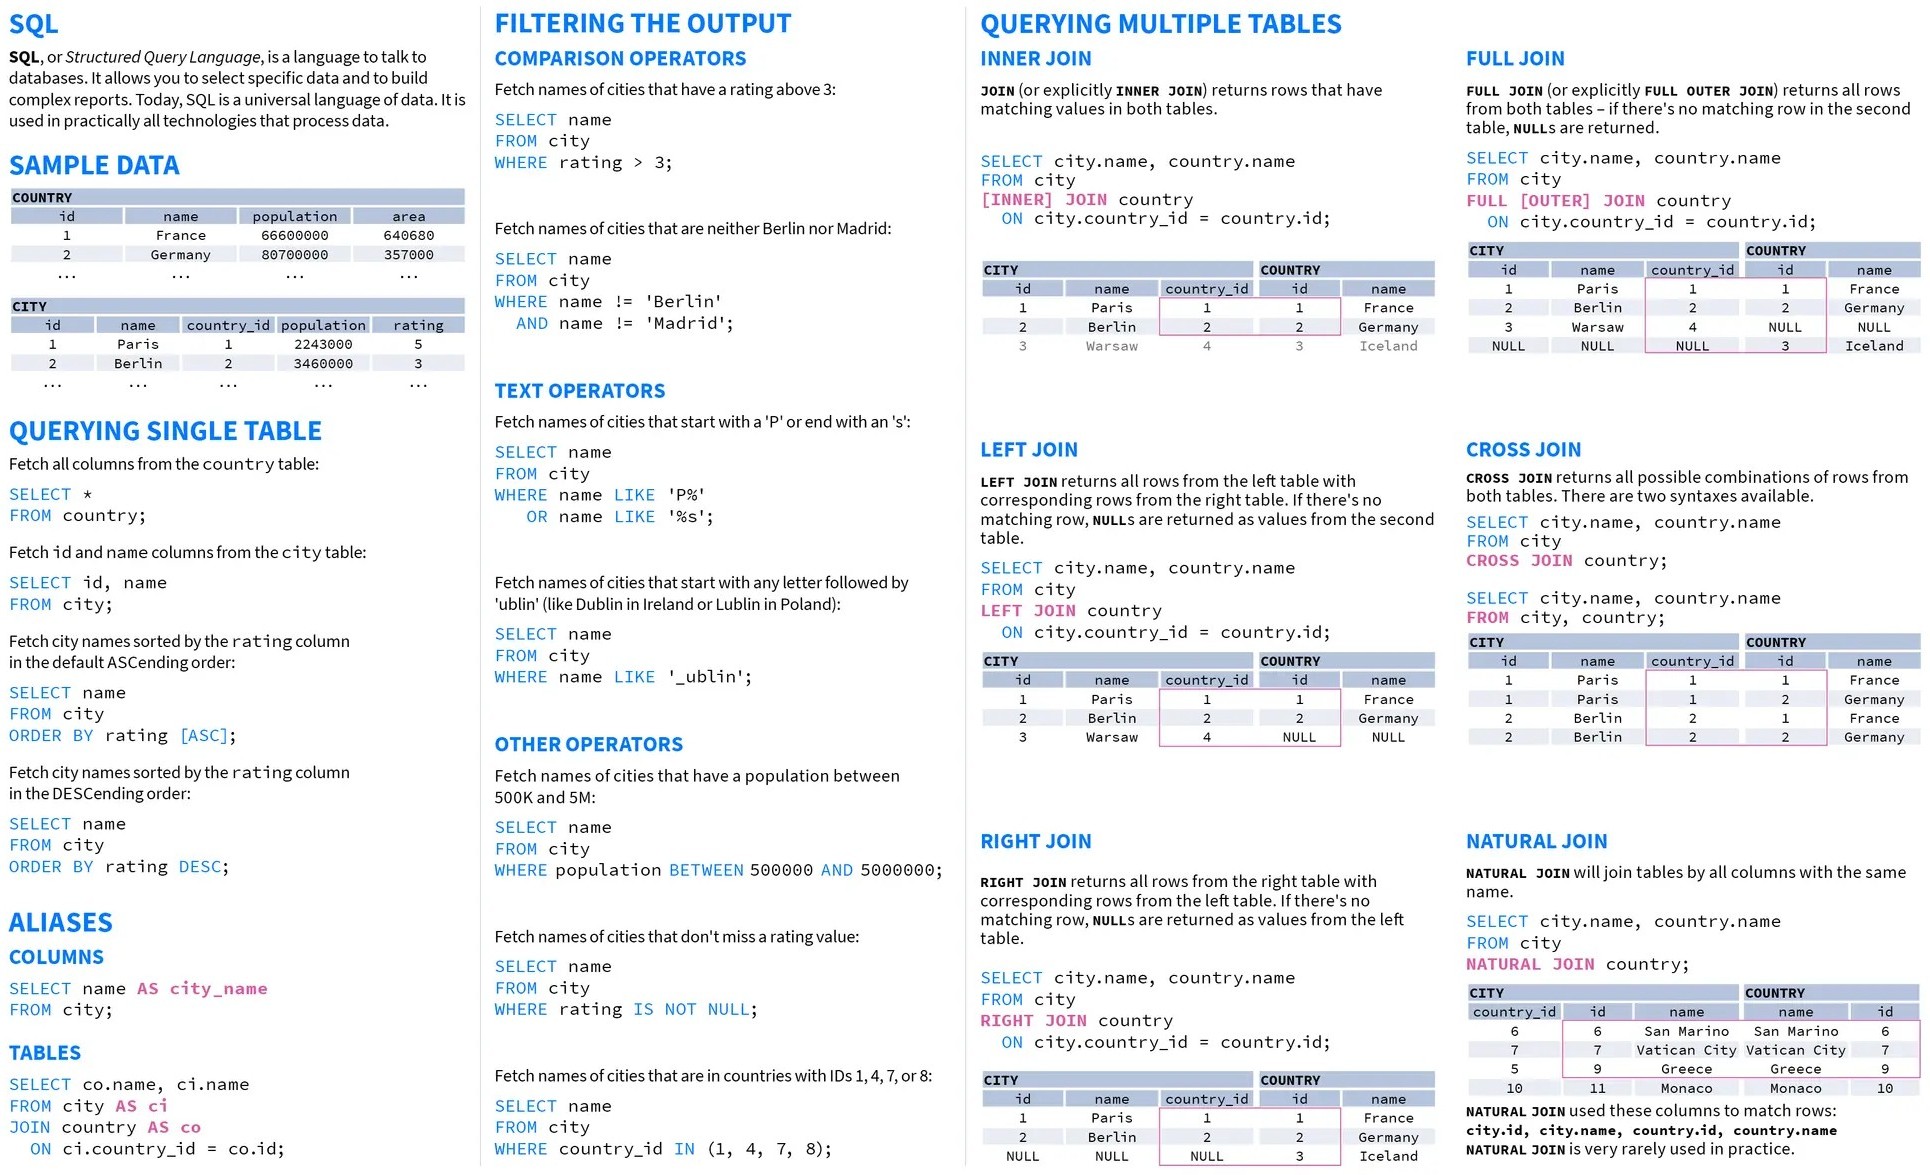 SQL
SQL, or Structured Query Language, is a language to talk to
databases. It allows you to select specific data and to build
complex reports. Today, SQL is a universal language of data. It is
used in practically all technologies that process data.
SAMPLE DATA
COUNTRY
id name population area
1 France 66600000 640680
2 Germany 80700000 357000
... ... ... ...
CITY
id name country_id population rating
1 Paris 1 2243000 5
2 Berlin 2 3460000 3
... ... ... ... ...
QUERYING SINGLE TABLE
Fetch all columns from the country table:
SELECT *
FROM country;
Fetch id and name columns from the city table:
SELECT id, name
FROM city;
Fetch city names sorted by the rating column
in the default ASCending order:
SELECT name
FROM city
ORDER BY rating [ASC];
Fetch city names sorted by the rating column
in the DESCending order:
SELECT name
FROM city
ORDER BY rating DESC;
ALIASES
COLUMNS
SELECT name AS city_name
FROM city;
TABLES
SELECT co.name, ci.name
FROM city AS ci
JOIN country AS co
ON ci.country_id = co.id;
FILTERING THE OUTPUT
COMPARISON OPERATORS
Fetch names of cities that have a rating above 3:
SELECT name
FROM city
WHERE rating > 3;
Fetch names of cities that are neither Berlin nor Madrid:
SELECT name
FROM city
WHERE name != 'Berlin'
AND name != 'Madrid';
TEXT OPERATORS
Fetch names of cities that start with a 'P' or end with an 's':
SELECT name
FROM city
WHERE name LIKE 'P%'
OR name LIKE '%s';
Fetch names of cities that start with any letter followed by
'ublin' (like Dublin in Ireland or Lublin in Poland):
SELECT name
FROM city
WHERE name LIKE '_ublin';
OTHER OPERATORS
Fetch names of cities that have a population between
500K and 5M:
SELECT name
FROM city
WHERE population BETWEEN 500000 AND 5000000;
Fetch names of cities that don't miss a rating value:
SELECT name
FROM city
WHERE rating IS NOT NULL;
Fetch names of cities that are in countries with IDs 1, 4, 7, or 8:
SELECT name
FROM city
WHERE country_id IN (1, 4, 7, 8);
QUERYING MULTIPLE TABLES
INNER JOIN
JOIN (or explicitly INNER JOIN) returns rows that have
matching values in both tables.
SELECT city.name, country.name
FROM city
[INNER] JOIN country
ON city.country_id = country.id;
CITY COUNTRY
id name country_id id name
1 Paris 1 1 France
2 Berlin 2 2 Germany
3 Warsaw 4 3 Iceland
LEFT JOIN
LEFT JOIN returns all rows from the left table with
corresponding rows from the right table. If there's no
matching row, NULLs are returned as values from the second
table.
SELECT city.name, country.name
FROM city
LEFT JOIN country
ON city.country_id = country.id;
CITY COUNTRY
id name country_id id name
1 Paris 1 1 France
2 Berlin 2 2 Germany
3 Warsaw 4 NULL NULL
RIGHT JOIN
RIGHT JOIN returns all rows from the right table with
corresponding rows from the left table. If there's no
matching row, NULLs are returned as values from the left
table.
SELECT city.name, country.name
FROM city
RIGHT JOIN country
ON city.country_id = country.id;
CITY COUNTRY
id name country_id id name
1 Paris 1 1 France
2 Berlin 2 2 Germany
NULL NULL NULL 3 Iceland
FULL JOIN
FULL JOIN (or explicitly FULL OUTER JOIN) returns all rows
from both tables – if there's no matching row in the second
table, NULLs are returned.
SELECT city.name, country.name
FROM city
FULL [OUTER] JOIN country
ON city.country_id = country.id;
CITY COUNTRY
id name country_id id name
1 Paris 1 1 France
2 Berlin 2 2 Germany
3 Warsaw 4 NULL NULL
NULL NULL NULL 3 Iceland
CROSS JOIN
CROSS JOIN returns all possible combinations of rows from
both tables. There are two syntaxes available.
SELECT city.name, country.name
FROM city
CROSS JOIN country;
SELECT city.name, country.name
FROM city, country;
CITY COUNTRY
id name country_id id name
1 Paris 1 1 France
1 Paris 1 2 Germany
2 Berlin 2 1 France
2 Berlin 2 2 Germany
NATURAL JOIN
NATURAL JOIN will join tables by all columns with the same
name.
SELECT city.name, country.name
FROM city
NATURAL JOIN country;
CITY COUNTRY
country_id id name name id
6 6 San Marino San Marino 6
7 7 Vatican City Vatican City 7
5 9 Greece Greece 9
10 11 Monaco Monaco 10
NATURAL JOIN used these columns to match rows:
city.id, city.name, country.id, country.name
NATURAL JOIN is very rarely used in practice.